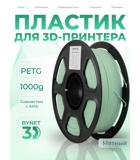 ПЛАСТИК
ДЛЯ 3D-ПРИНТЕРА
PETG
1000g
Совместим
с AMS
BYNET
3D
Мятный